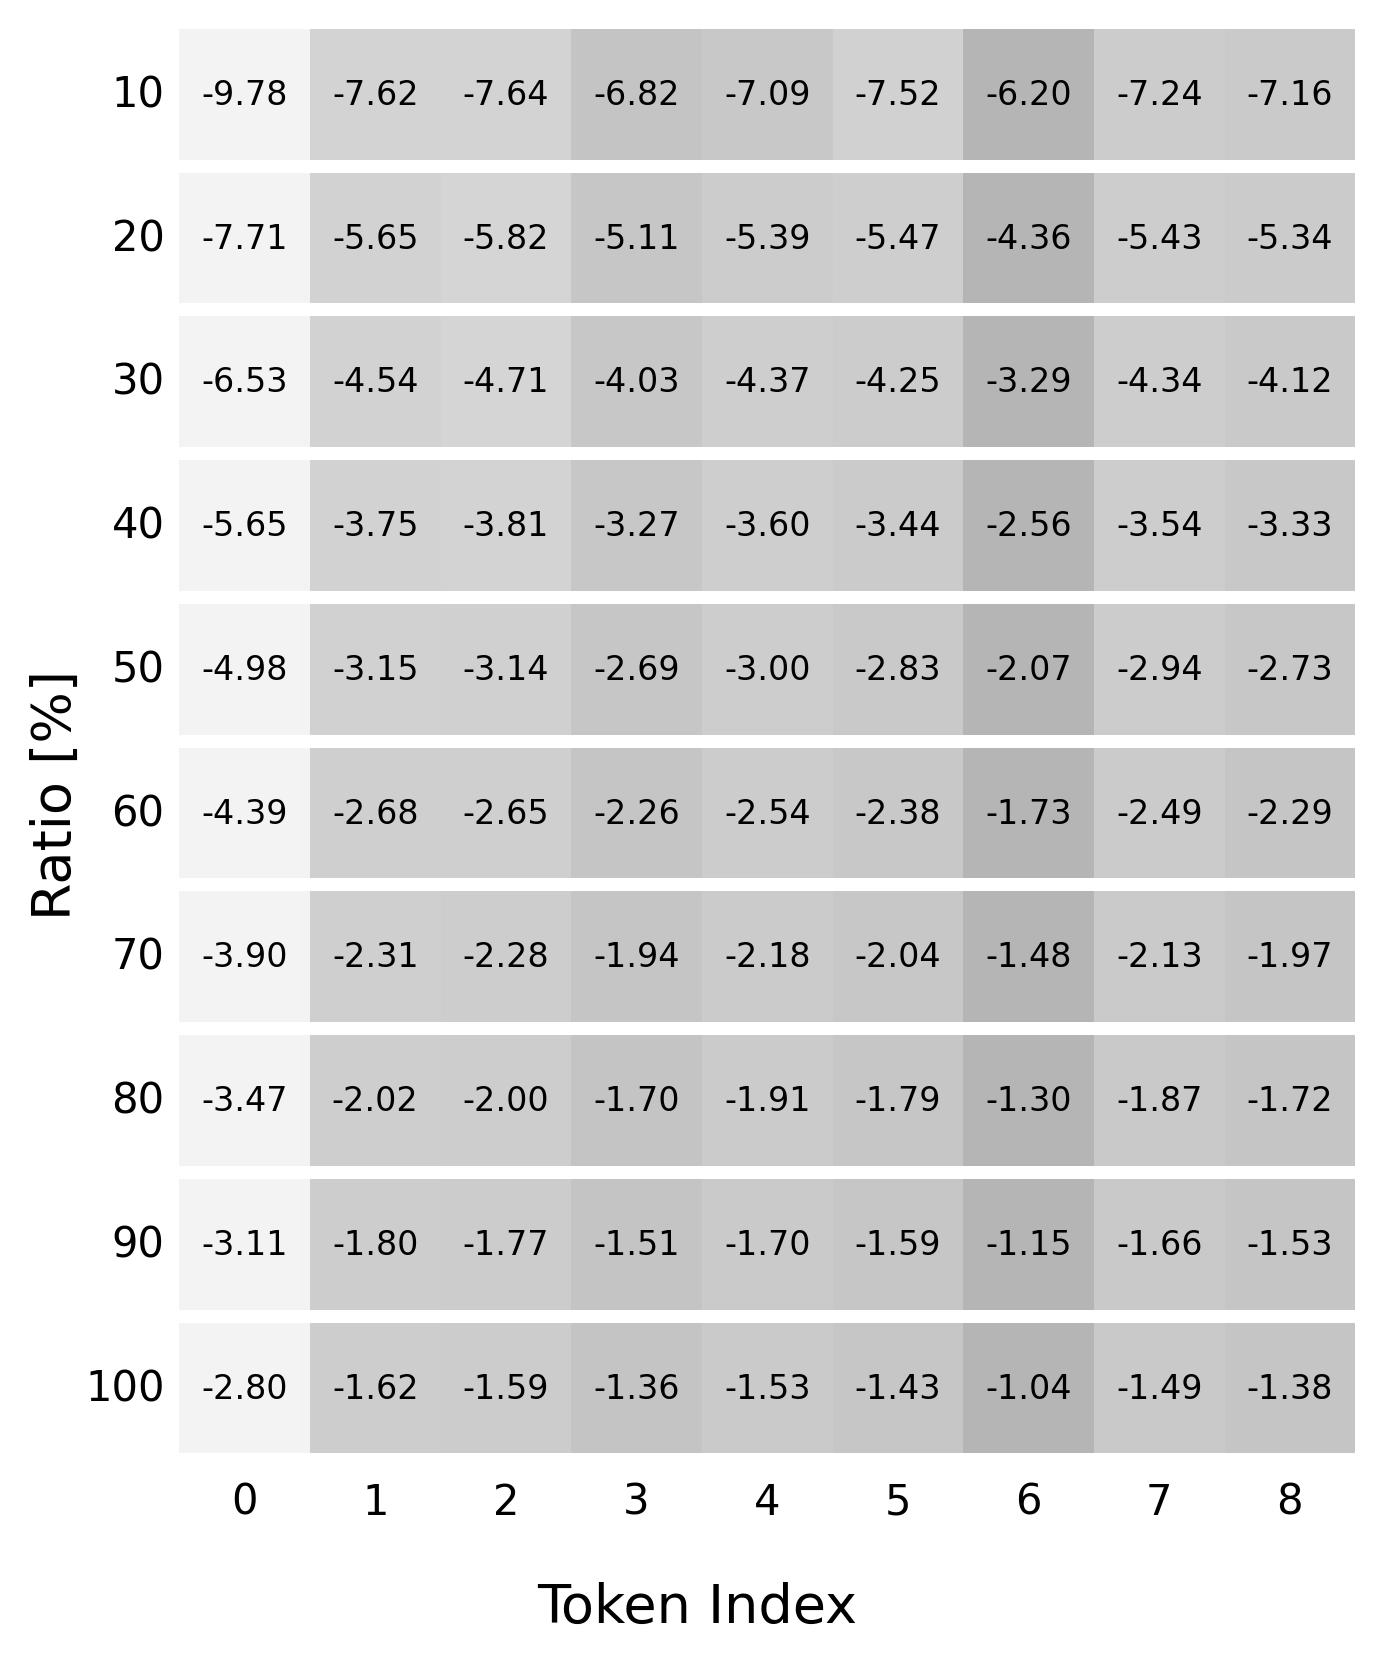 10 -9.78 -7.62 -7.64 -6.82 -7.09 -7.52 -6.20 -7.24 -7.16
20 -7.71 -5.65 -5.82 -5.11 -5.39 -5.47 -4.36 -5.43 -5.34
30 -6.53 -4.54 -4.71 -4.03 -4.37 -4.25 -3.29 -4.34 -4.12
40 -5.65 -3.75 -3.81 -3.27 -3.60 -3.44 -2.56 -3.54 -3.33
50 -4.98 -3.15 -3.14 -2.69 -3.00 -2.83 -2.07 -2.94 -2.73
60 -4.39 -2.68 -2.65 -2.26 -2.54 -2.38 -1.73 -2.49 -2.29
70 -3.90 -2.31 -2.28 -1.94 -2.18 -2.04 -1.48 -2.13 -1.97
80 -3.47 -2.02 -2.00 -1.70 -1.91 -1.79 -1.30 -1.87 -1.72
90 -3.11 -1.80 -1.77 -1.51 -1.70 -1.59 -1.15 -1.66 -1.53
100 -2.80 -1.62 -1.59 -1.36 -1.53 -1.43 -1.04 -1.49 -1.38
0 1 2 3 4 5 6 7 8
Token Index
Ratio [%]